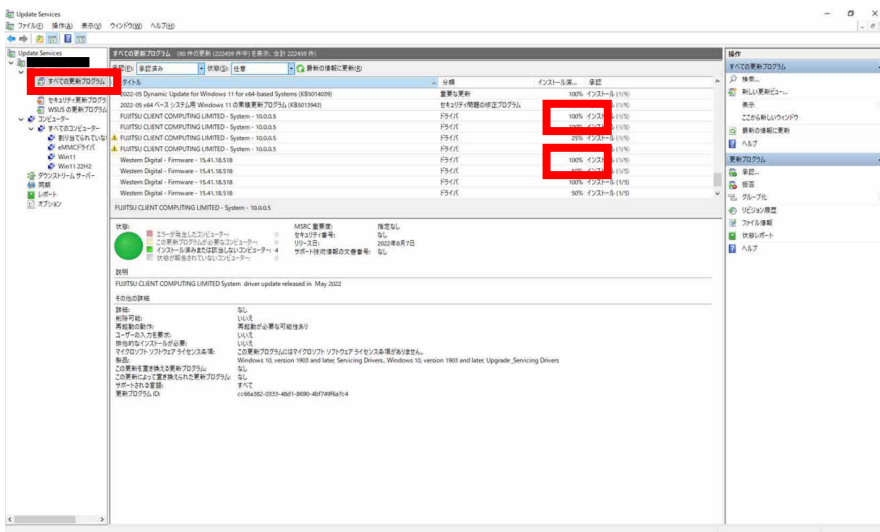 Update Services
ファイル(F) 操作(A) 表示(V) ウィンドウ(W) ヘルプ(H)
Update Services
すべての更新プログラム
セキュリティ更新プログラ
WSUS の更新プログラム
コンピューター
すべてのコンピューター
割り当てられていない
eMMCドライバ
Win11
Win11 22H2
ダウンストリーム サーバー
同期
レポート
オプション
すべての更新プログラム (80 件の更新 (222459 件中) を表示、合計 222459 件)
承認(P): 承認済み 状態(S): 任意 最新の情報に更新(R)
タイトル 分類 インストール済... 承認
2022-05 Dynamic Update for Windows 11 for x64-based Systems (KB5014039) 重要な更新 100% インストール (1/5)
2022-05 x64 ベース システム用 Windows 11 の累積更新プログラム (KB5013943) セキュリティ問題の修正プログラム インストール (1/5)
FUJITSU CLIENT COMPUTING LIMITED - System - 10.0.0.5 ドライバ 100% インストール (1/5)
FUJITSU CLIENT COMPUTING LIMITED - System - 10.0.0.5 ドライバ 100% インストール (1/5)
FUJITSU CLIENT COMPUTING LIMITED - System - 10.0.0.5 ドライバ 25% インストール (1/5)
FUJITSU CLIENT COMPUTING LIMITED - System - 10.0.0.5 ドライバ インストール (1/5)
Western Digital - Firmware - 15.41.18.518 ドライバ 100% インストール (1/5)
Western Digital - Firmware - 15.41.18.518 ドライバ インストール (1/5)
Western Digital - Firmware - 15.41.18.518 ドライバ 100% インストール (1/5)
Western Digital - Firmware - 15.41.18.518 ドライバ 50% インストール (1/5)
FUJITSU CLIENT COMPUTING LIMITED - System - 10.0.0.5
状態:
エラーが発生したコンピューター: 0
この更新プログラムが必要なコンピューター: 0
インストール済みまたは該当しないコンピューター: 4
状態が報告されていないコンピューター: 0
MSRC 重要度: 指定なし
セキュリティ番号: なし
リリース日: 2022年6月7日
サポート技術情報の文書番号: なし
説明
FUJITSU CLIENT COMPUTING LIMITED System driver update released in May 2022
その他の詳細
詳細: なし
削除可能: いいえ
再起動の動作: 再起動が必要な可能性あり
ユーザーの入力を要求: いいえ
排他的なインストールが必要: いいえ
マイクロソフト ソフトウェア ライセンス条項: この更新プログラムにはマイクロソフト ソフトウェア ライセンス条項がありません。
製品: Windows 10, version 1903 and later, Servicing Drivers, Windows 10, version 1903 and later, Upgrade & Servicing Drivers
この更新を置き換える更新プログラム: なし
この更新によって置き換えられた更新プログラム: なし
サポートされる言語: すべて
更新プログラム ID: cc66a382-0333-48d1-8690-4bf749f6a7c4
操作
すべての更新プログラム
検索...
新しい更新ビュー...
表示
ここから新しいウィンドウ
最新の情報に更新
ヘルプ
更新プログラム
承認...
拒否
グループ化
リビジョン履歴
ファイル情報
状態レポート
ヘルプ